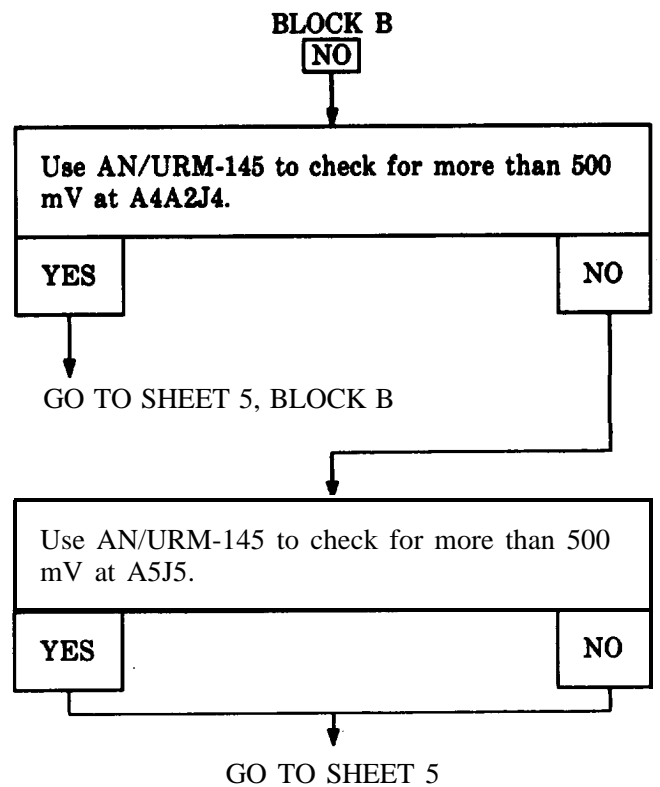 BLOCK B
NO
Use AN/URM-145 to check for more than 500
mV at A4A2J4.
YES
NO
GO TO SHEET 5, BLOCK B
Use AN/URM-145 to check for more than 500
mV at A5J5.
YES
NO
GO TO SHEET 5